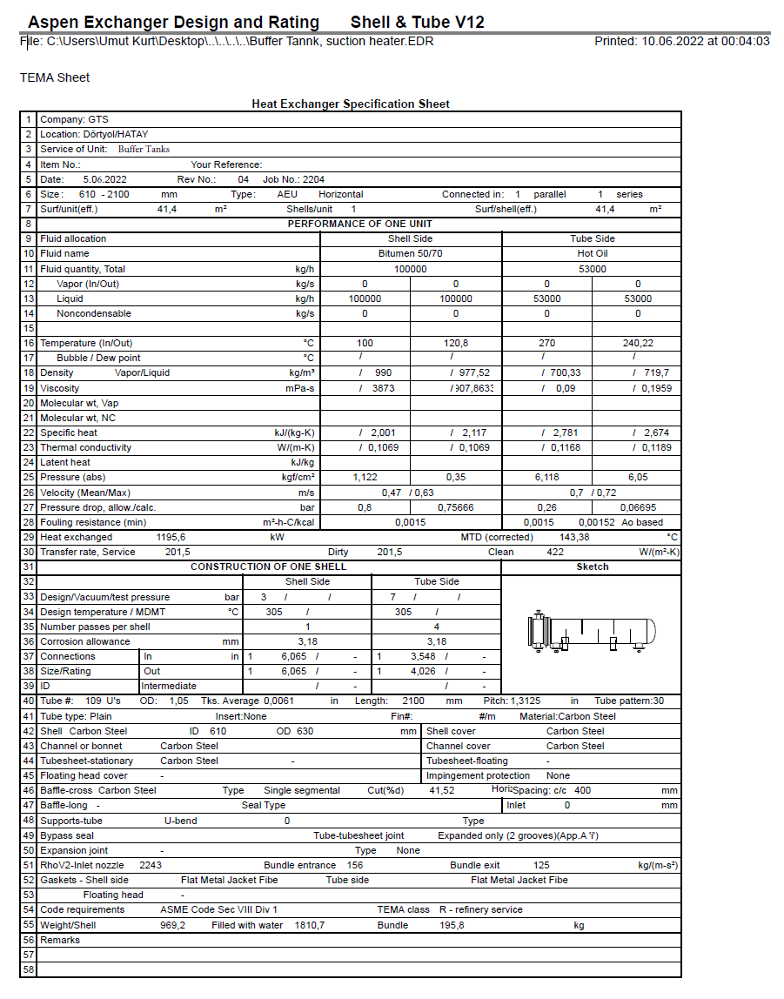 Aspen Exchanger Design and Rating Shell & Tube V12
File: C:\Users\Umut Kurt\Desktop\..\..\..\..\Buffer Tannk, suction heater.EDR Printed: 10.06.2022 at 00:04:03
TEMA Sheet
Heat Exchanger Specification Sheet
1 Company: GTS
2 Location: Dörtyol/HATAY
3 Service of Unit: Buffer Tanks
4 Item No.: Your Reference:
5 Date: 5.06.2022 Rev No.: 04 Job No.: 2204
6 Size: 610 - 2100 mm Type: AEU Horizontal Connected in: 1 parallel 1 series
7 Surf/unit(eff.) 41,4 m² Shells/unit 1 Surf/shell(eff.) 41,4 m²
8 PERFORMANCE OF ONE UNIT
9 Fluid allocation Shell Side Tube Side
10 Fluid name Bitumen 50/70 Hot Oil
11 Fluid quantity, Total kg/h 100000 53000
12 Vapor (In/Out) kg/s 0 0 0 0
13 Liquid kg/h 100000 100000 53000 53000
14 Noncondensable kg/s 0 0 0 0
15
16 Temperature (In/Out) °C 100 120,8 270 240,22
17 Bubble / Dew point °C / / / /
18 Density Vapor/Liquid kg/m³ / 990 / 977,52 / 700,33 / 719,7
19 Viscosity mPa-s / 3873 /907,8633 / 0,09 / 0,1959
20 Molecular wt, Vap
21 Molecular wt, NC
22 Specific heat kJ/(kg-K) / 2,001 / 2,117 / 2,781 / 2,674
23 Thermal conductivity W/(m-K) / 0,1069 / 0,1069 / 0,1168 / 0,1189
24 Latent heat kJ/kg
25 Pressure (abs) kgf/cm² 1,122 0,35 6,118 6,05
26 Velocity (Mean/Max) m/s 0,47 / 0,63 0,7 / 0,72
27 Pressure drop, allow./calc. bar 0,8 0,75666 0,26 0,06695
28 Fouling resistance (min) m²-h-C/kcal 0,0015 0,0015 0,00152 Ao based
29 Heat exchanged 1195,6 kW MTD (corrected) 143,38 °C
30 Transfer rate, Service 201,5 Dirty 201,5 Clean 422 W/(m²-K)
31 CONSTRUCTION OF ONE SHELL Sketch
32 Shell Side Tube Side
33 Design/Vacuum/test pressure bar 3 / / 7 / /
34 Design temperature / MDMT °C 305 / 305 /
35 Number passes per shell 1 4
36 Corrosion allowance mm 3,18 3,18
37 Connections In in 1 6,065 / - 1 3,548 / -
38 Size/Rating Out 1 6,065 / - 1 4,026 / -
39 ID Intermediate / - / -
40 Tube #: 109 U's OD: 1,05 Tks. Average 0,0061 in Length: 2100 mm Pitch: 1,3125 in Tube pattern:30
41 Tube type: Plain Insert:None Fin#: #/m Material:Carbon Steel
42 Shell Carbon Steel ID 610 OD 630 mm Shell cover Carbon Steel
43 Channel or bonnet Carbon Steel Channel cover Carbon Steel
44 Tubesheet-stationary Carbon Steel - Tubesheet-floating -
45 Floating head cover - Impingement protection None
46 Baffle-cross Carbon Steel Type Single segmental Cut(%d) 41,52 Horiz Spacing: c/c 400 mm
47 Baffle-long - Seal Type Inlet 0 mm
48 Supports-tube U-bend 0 Type
49 Bypass seal Tube-tubesheet joint Expanded only (2 grooves)(App.A 'i')
50 Expansion joint - Type None
51 RhoV2-Inlet nozzle 2243 Bundle entrance 156 Bundle exit 125 kg/(m-s²)
52 Gaskets - Shell side Flat Metal Jacket Fibe Tube side Flat Metal Jacket Fibe
53 Floating head -
54 Code requirements ASME Code Sec VIII Div 1 TEMA class R - refinery service
55 Weight/Shell 969,2 Filled with water 1810,7 Bundle 195,8 kg
56 Remarks
57
58